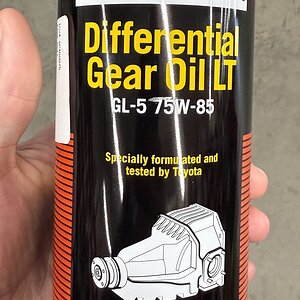 Differential
Gear Oil LT
GL-5 75W-85
Specially formulated and
tested by Toyota